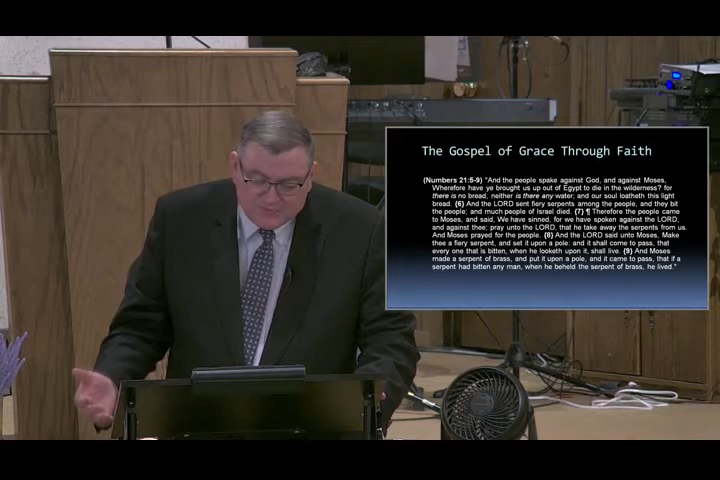 The Gospel of Grace Through Faith
(Numbers 21:5-9) "And the people spake against God, and against Moses,
Wherefore have ye brought us up out of Egypt to die in the wilderness? for
there is no bread, neither is there any water; and our soul loatheth this light
bread. {6} And the LORD sent fiery serpents among the people, and they bit
the people; and much people of Israel died. {7} ¶ Therefore the people came
to Moses, and said, We have sinned, for we have spoken against the LORD,
and against thee; pray unto the LORD, that he take away the serpents from us.
And Moses prayed for the people. {8} And the LORD said unto Moses, Make
thee a fiery serpent, and set it upon a pole: and it shall come to pass, that
every one that is bitten, when he looketh upon it, shall live. {9} And Moses
made a serpent of brass, and put it upon a pole, and it came to pass, that if a
serpent had bitten any man, when he beheld the serpent of brass, he lived."